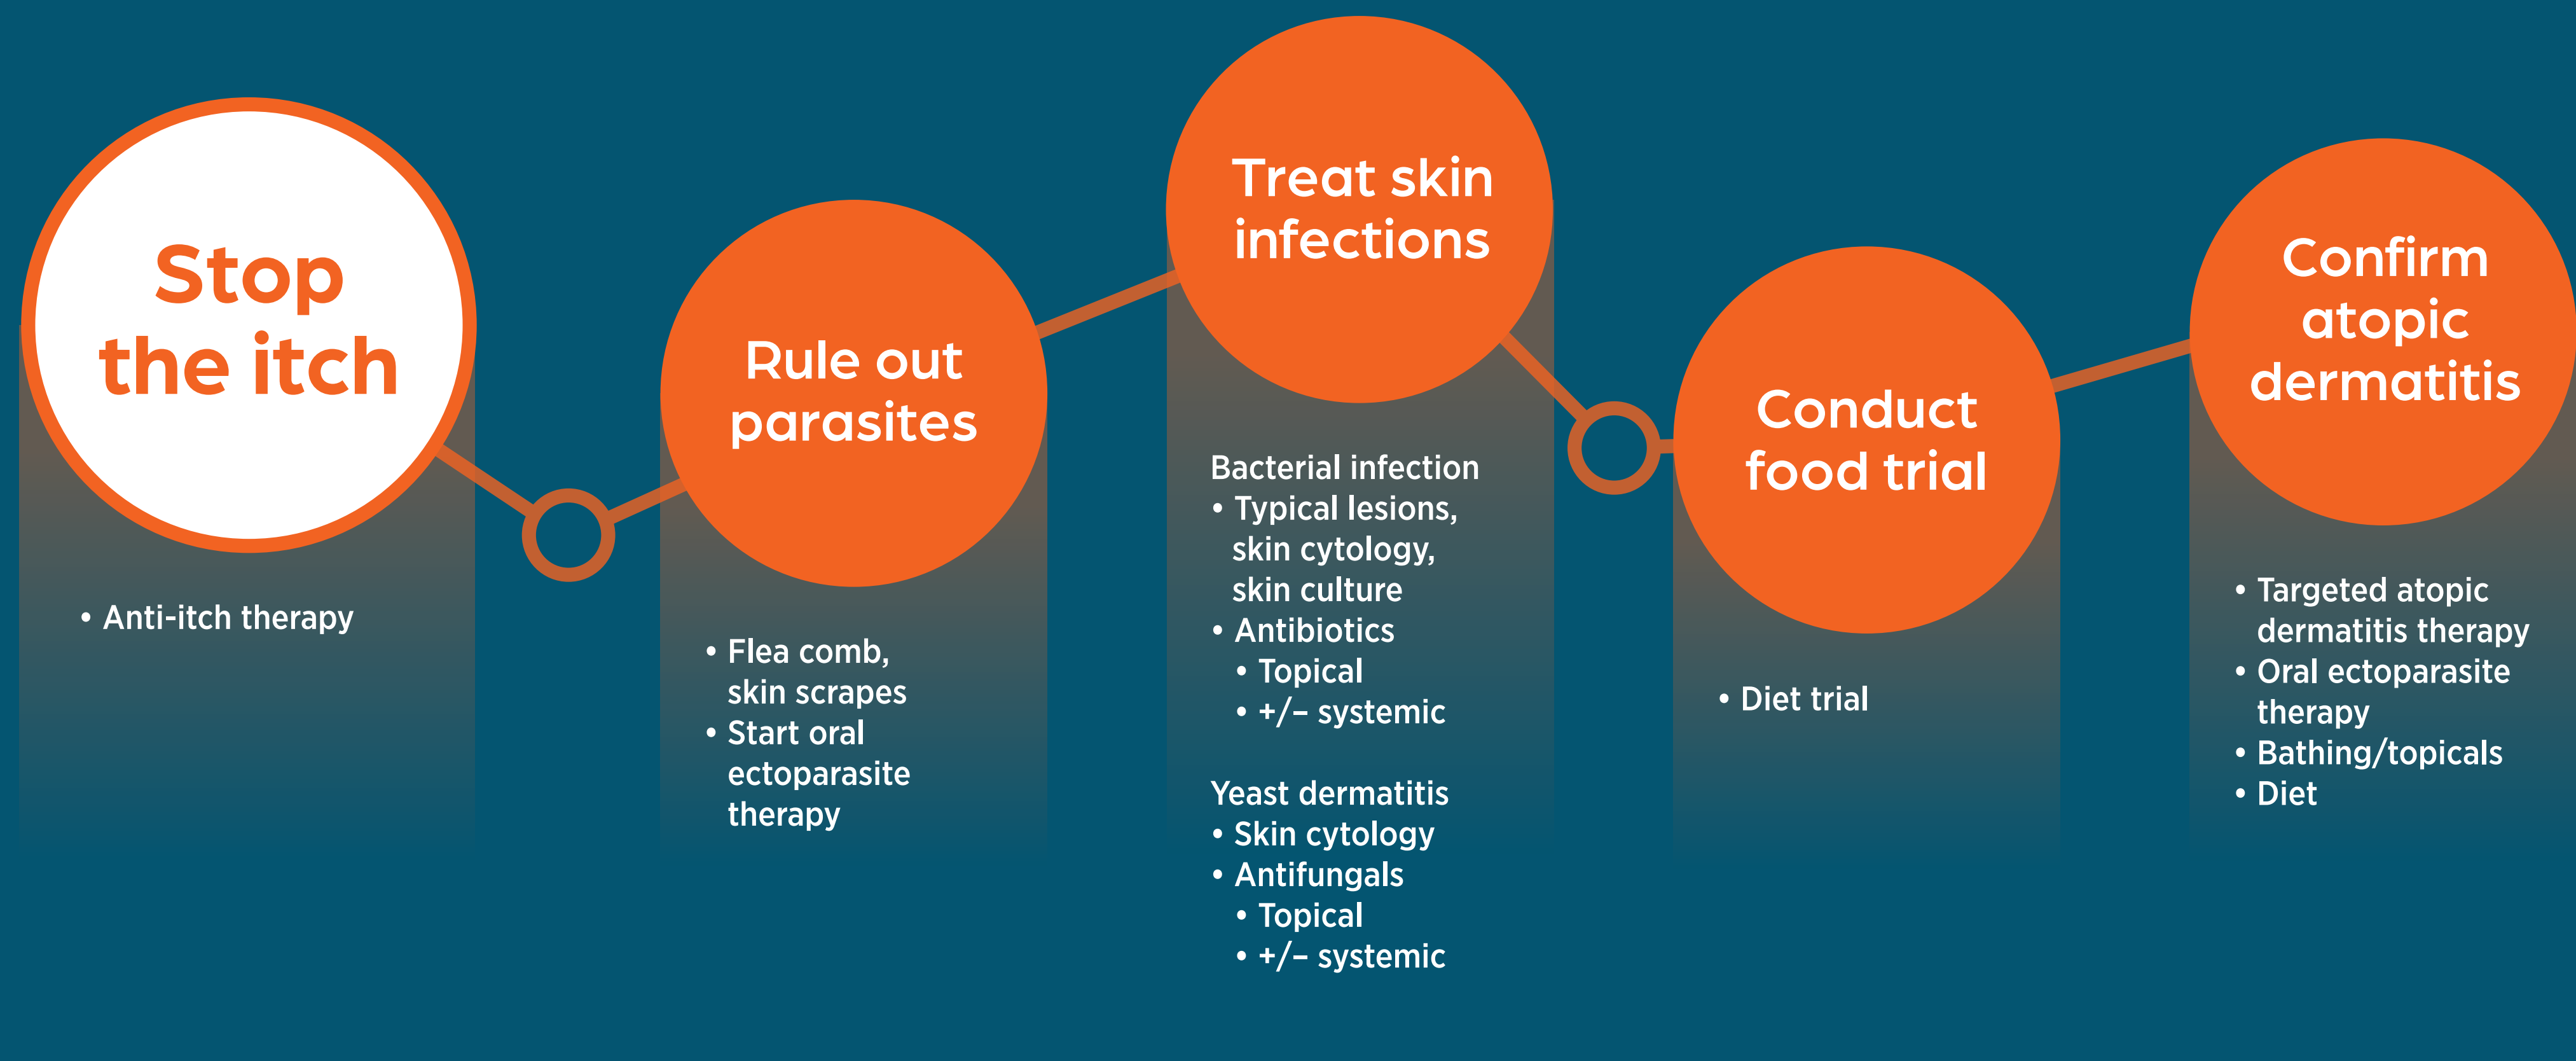 Stop
the itch
• Anti-itch therapy
Rule out
parasites
• Flea comb,
skin scrapes
• Start oral
ectoparasite
therapy
Treat skin
infections
Bacterial infection
• Typical lesions,
skin cytology,
skin culture
• Antibiotics
• Topical
• +/– systemic
Yeast dermatitis
• Skin cytology
• Antifungals
• Topical
• +/– systemic
Conduct
food trial
• Diet trial
Confirm
atopic
dermatitis
• Targeted atopic
dermatitis therapy
• Oral ectoparasite
therapy
• Bathing/topicals
• Diet